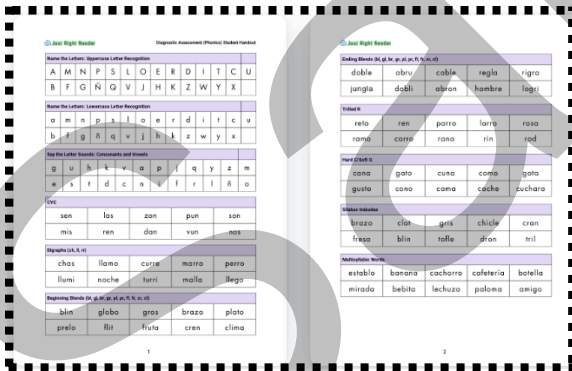 Just Right Reader
Diagnostic Assessment (Phonics) Student Handout
Name the Letters: Uppercase Letter Recognition
A M N P S L O E R D I T C U
B F G Ñ Q V J H K Z W Y X
Name the Letters: Lowercase Letter Recognition
a m n p s l o e r d i t c u
b f g ñ q v j h k z w y x
Say the Letter Sounds: Consonants and Vowels
g u h k v a p j q y z m
e s t d c n i f r l ñ o
CVC
sen las zan pun son
mis ren dan vun nos
Digraphs (ch, ll, rr)
chas llamo curro marro perro
llumi noche turri malla llego
Beginning Blends (bl, gl, br, gr, pl, pr, fl, fr, cr, cl)
blin globo gros brazo plato
prelo flit fruta cren clima
1
Just Right Reader
Ending Blends (bl, gl, br, gr, pl, pr, fl, fr, cr, cl)
doble abru cable regla rigro
jungla dobli abron hombre logri
Trilled R
reto ren parro larro rosa
ramo corro rana rin rod
Hard C/Soft G
cana gato cuna como gota
gusto cono cama coche cuchara
Sílabas trabadas
brazo clat gris chicle cran
fresa blin tofle dron tril
Multisyllabic Words
establo banana cachorro cafetería botella
mirada bebita lechuza paloma amigo
2